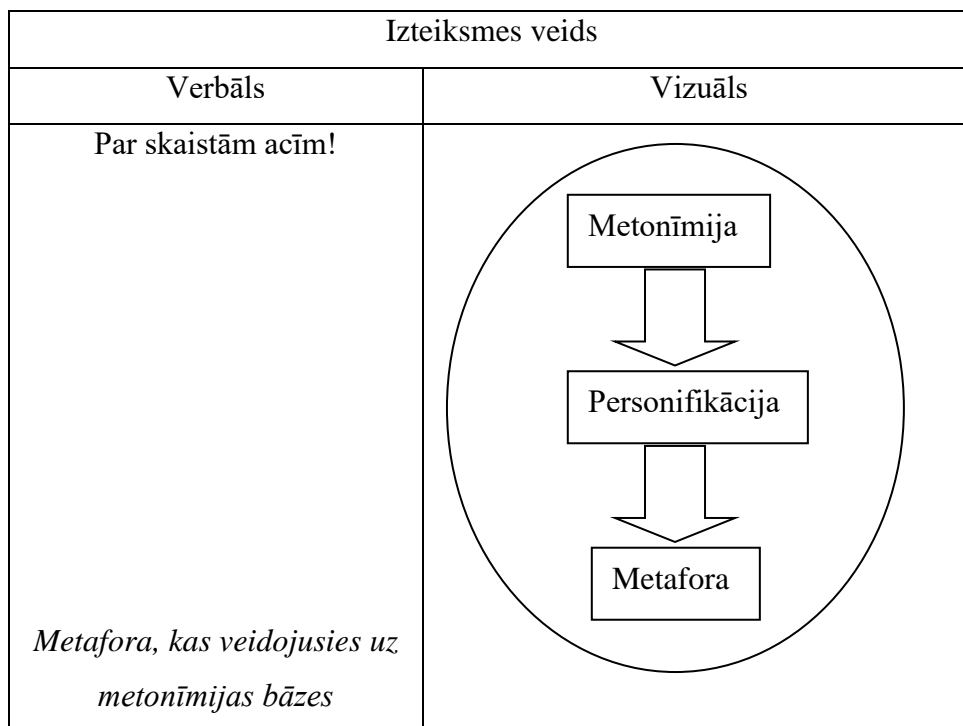 Izteiksmes veids
Verbāls
Vizuāls
Par skaistām acīm!
Metafora, kas veidojusies uz
metonīmijas bāzes
Metonīmija
Personifikācija
Metafora